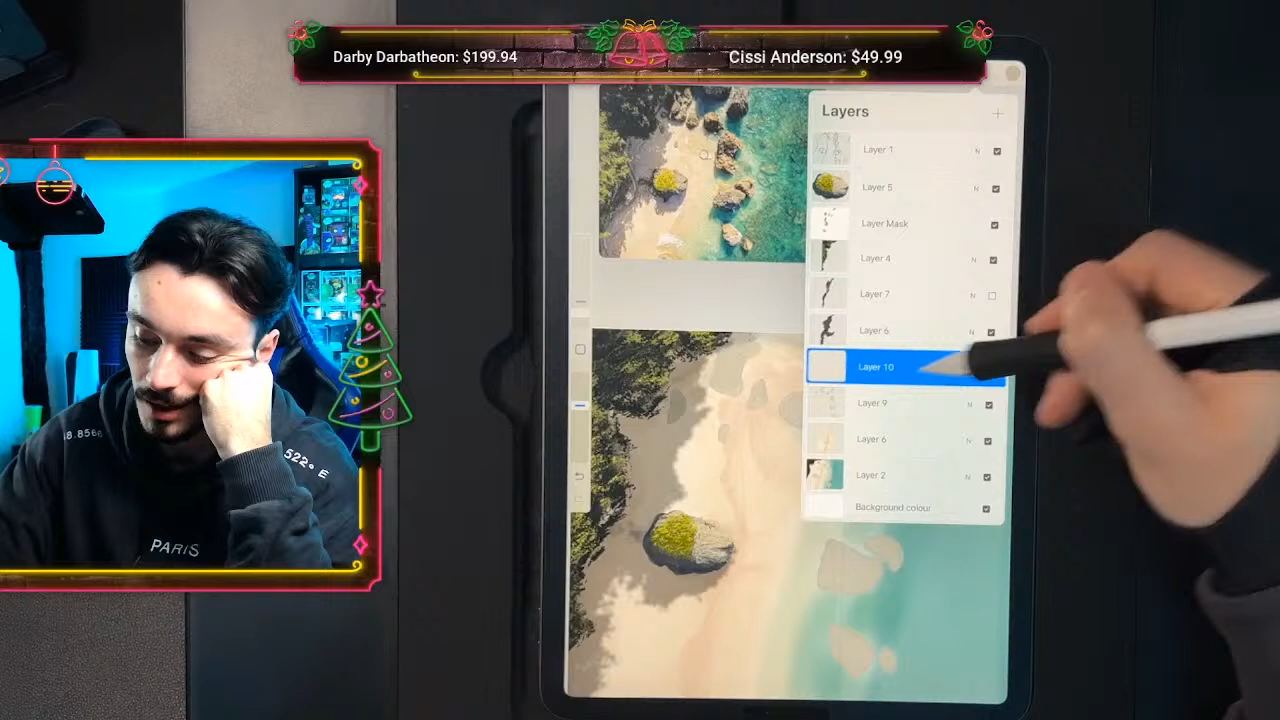 Darby Darbatheon: $199.94
Cissi Anderson: $49.99
Layers
Layer 1
N
Layer 5
N
Layer Mask
Layer 4
N
Layer 7
N
Layer 6
N
Layer 10
Layer 9
N
Layer 6
N
Layer 2
N
Background colour
522° E
PARIS